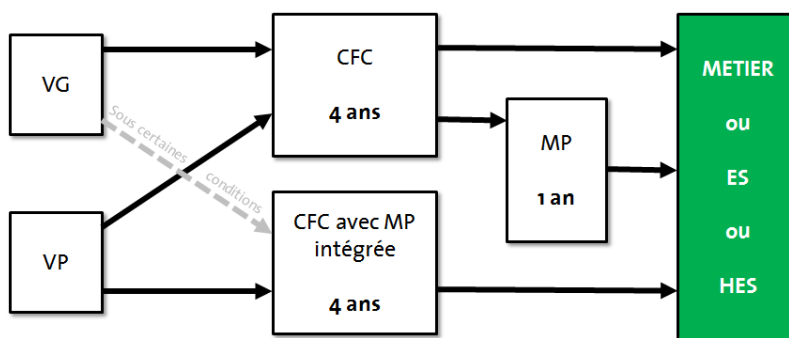 VG
VP
Sous certaines conditions
CFC
4 ans
CFC avec MP
intégrée
4 ans
MP
1 an
METIER
ou
ES
ou
HES